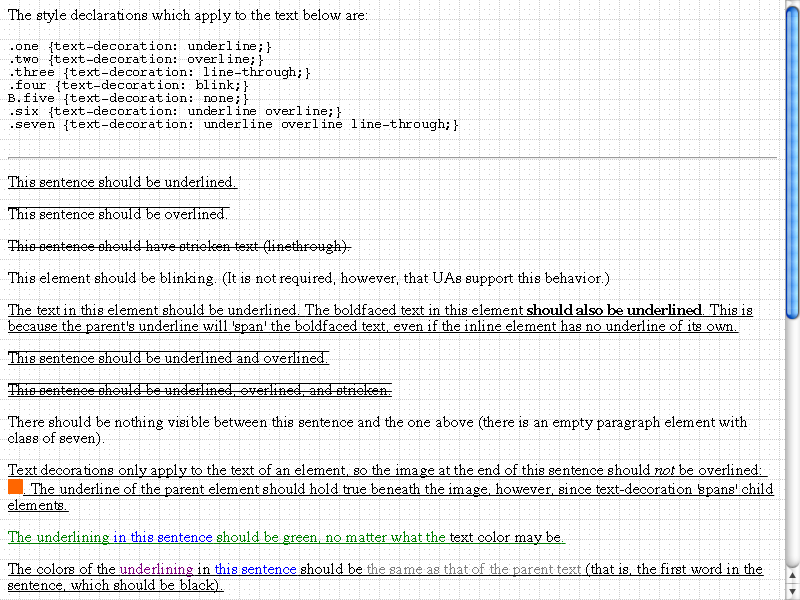 The style declarations which apply to the text below are:
.one {text-decoration: underline;}
.two {text-decoration: overline;}
.three {text-decoration: line-through;}
.four {text-decoration: blink;}
B.five {text-decoration: none;}
.six {text-decoration: underline overline;}
.seven {text-decoration: underline overline line-through;}
This sentence should be underlined.
This sentence should be overlined.
This sentence should have stricken text (linethrough).
This element should be blinking. (It is not required, however, that UAs support this behavior.)
The text in this element should be underlined. The boldfaced text in this element should also be underlined. This is
because the parent's underline will 'span' the boldfaced text, even if the inline element has no underline of its own.
This sentence should be underlined and overlined.
This sentence should be underlined, overlined, and stricken.
There should be nothing visible between this sentence and the one above (there is an empty paragraph element with
class of seven).
Text decorations only apply to the text of an element, so the image at the end of this sentence should not be overlined:
. The underline of the parent element should hold true beneath the image, however, since text-decoration 'spans' child
elements.
The underlining in this sentence should be green, no matter what the text color may be.
The colors of the underlining in this sentence should be the same as that of the parent text (that is, the first word in the
sentence, which should be black).